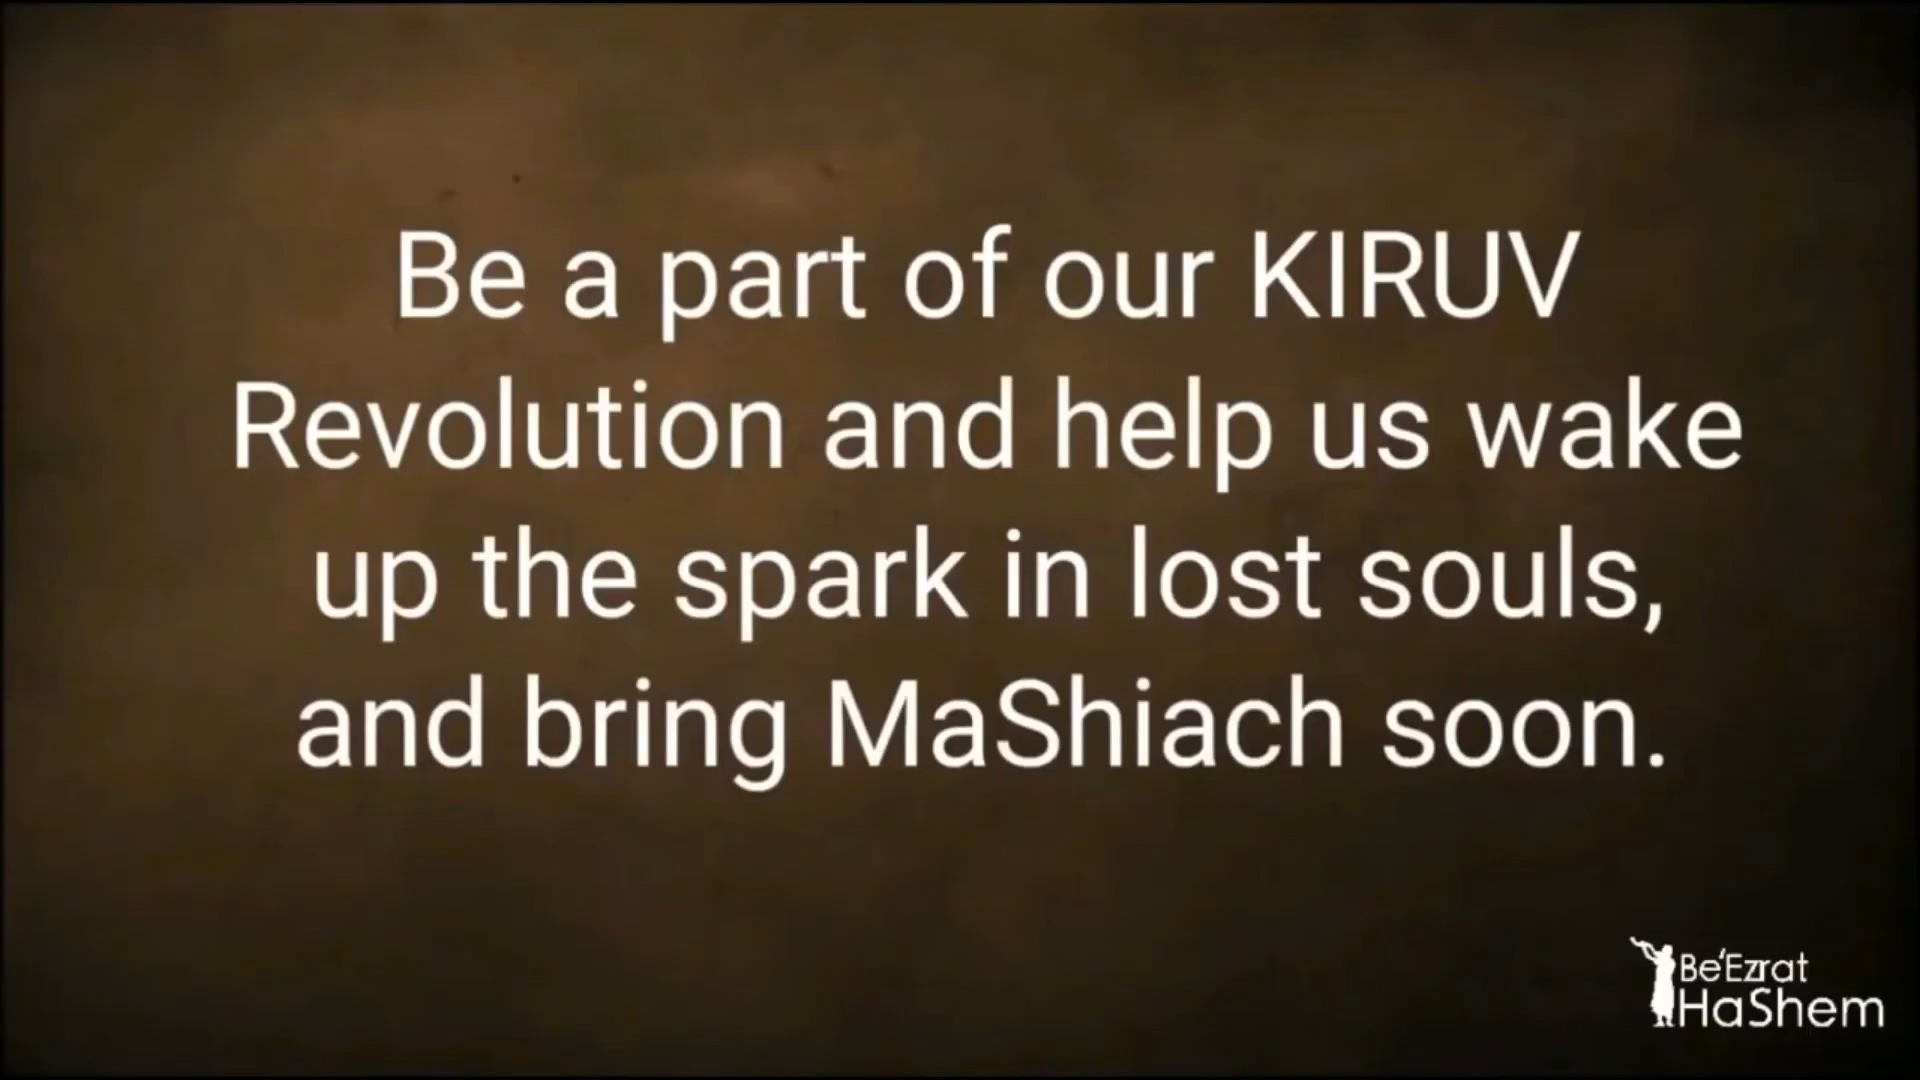 Be a part of our KIRUV
Revolution and help us wake
up the spark in lost souls,
and bring MaShiach soon.
Be'Ezrat
HaShem